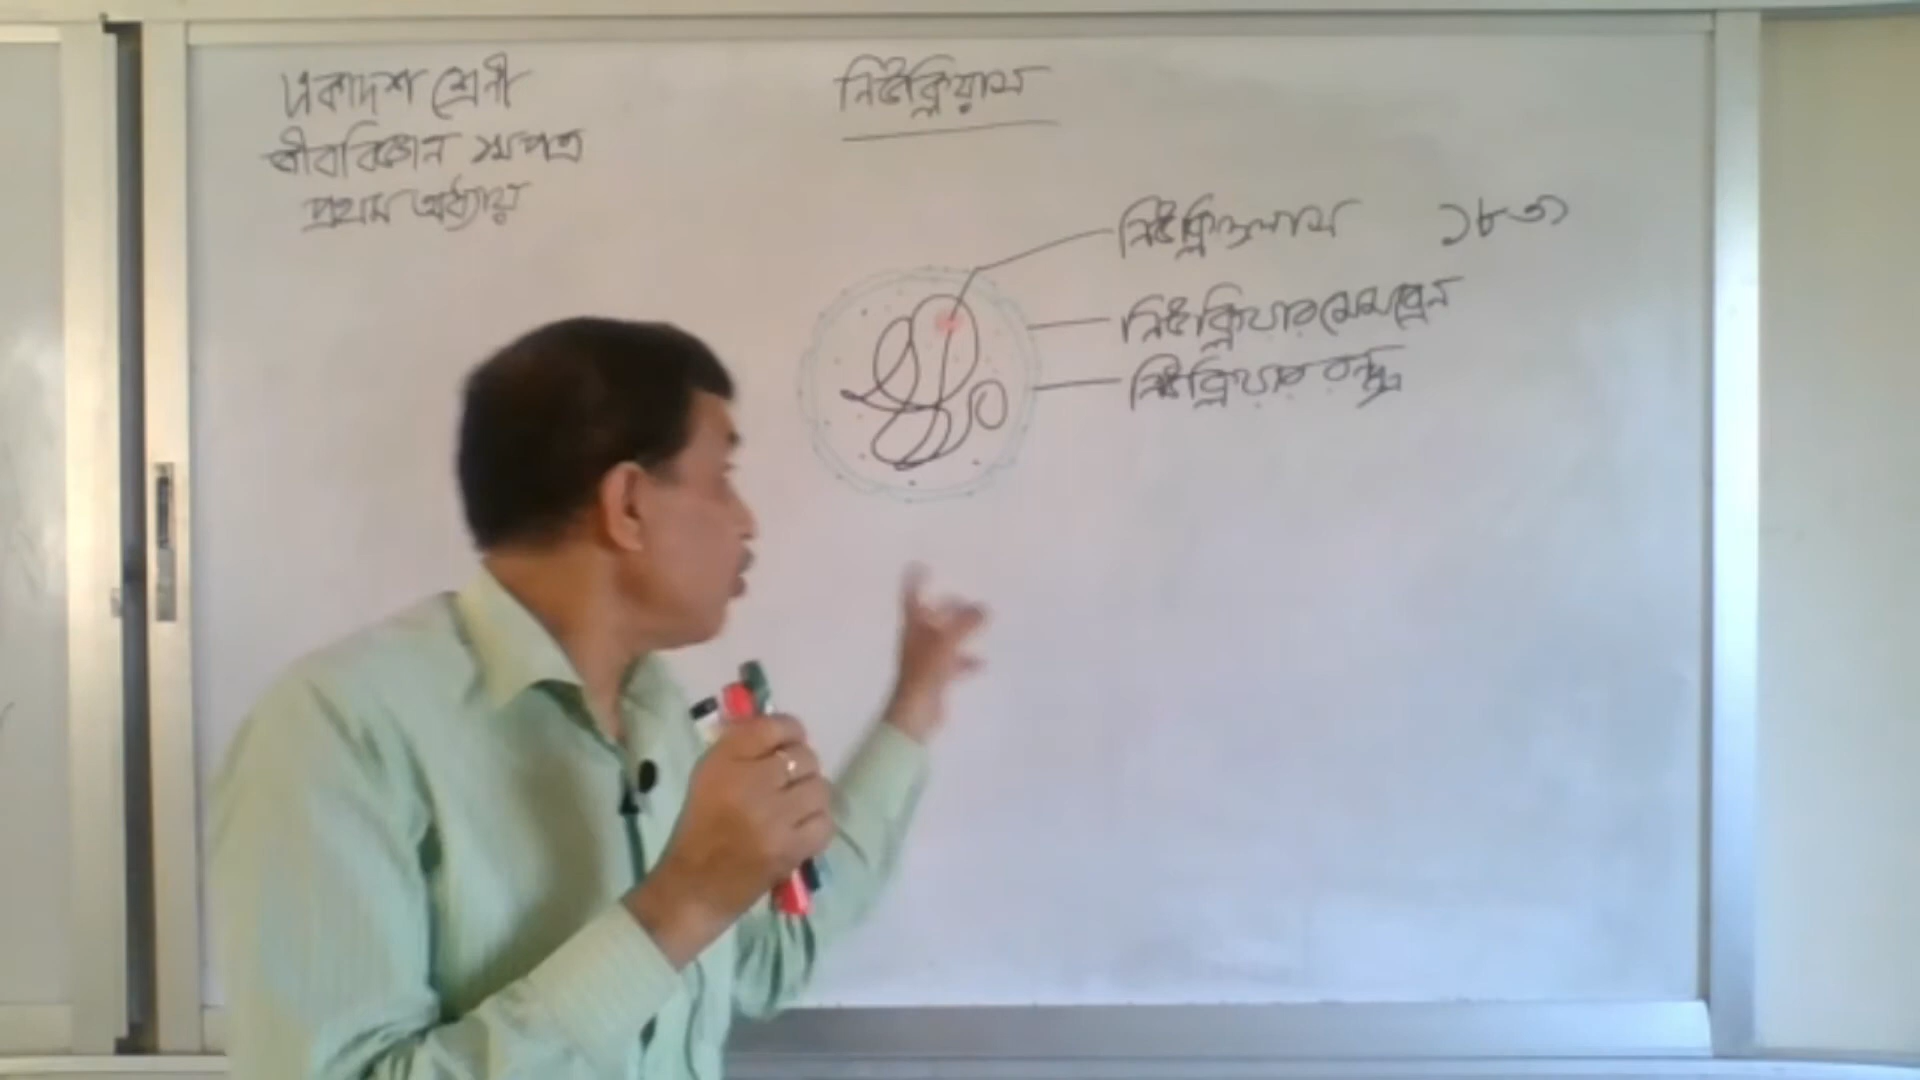 একাদশ শ্রেনী
জীববিজ্ঞান ১মপত্র
প্রথম অধ্যায়
নিউক্লিয়াস
নিউক্লিওলাস ১৮৩১
নিউক্লিয়ার মেমব্রেন
নিউক্লিয়ার রন্ধ্র